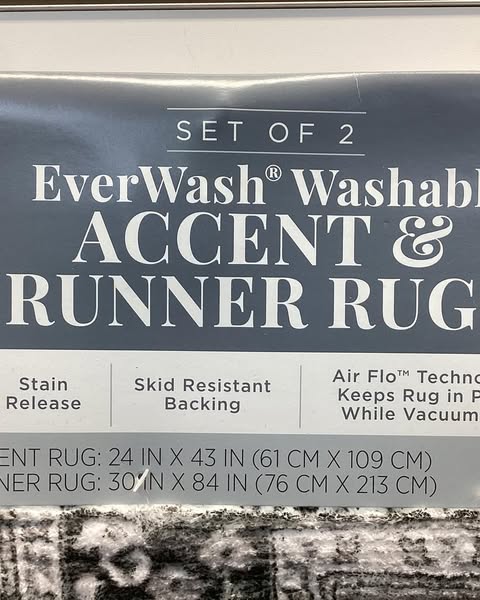 SET OF 2
EverWash® Washabl
ACCENT &
RUNNER RUG
Stain
Release
Skid Resistant
Backing
Air Flo™ Techno
Keeps Rug in P
While Vacuum
ENT RUG: 24 IN X 43 IN (61 CM X 109 CM)
NER RUG: 30 IN X 84 IN (76 CM X 213 CM)